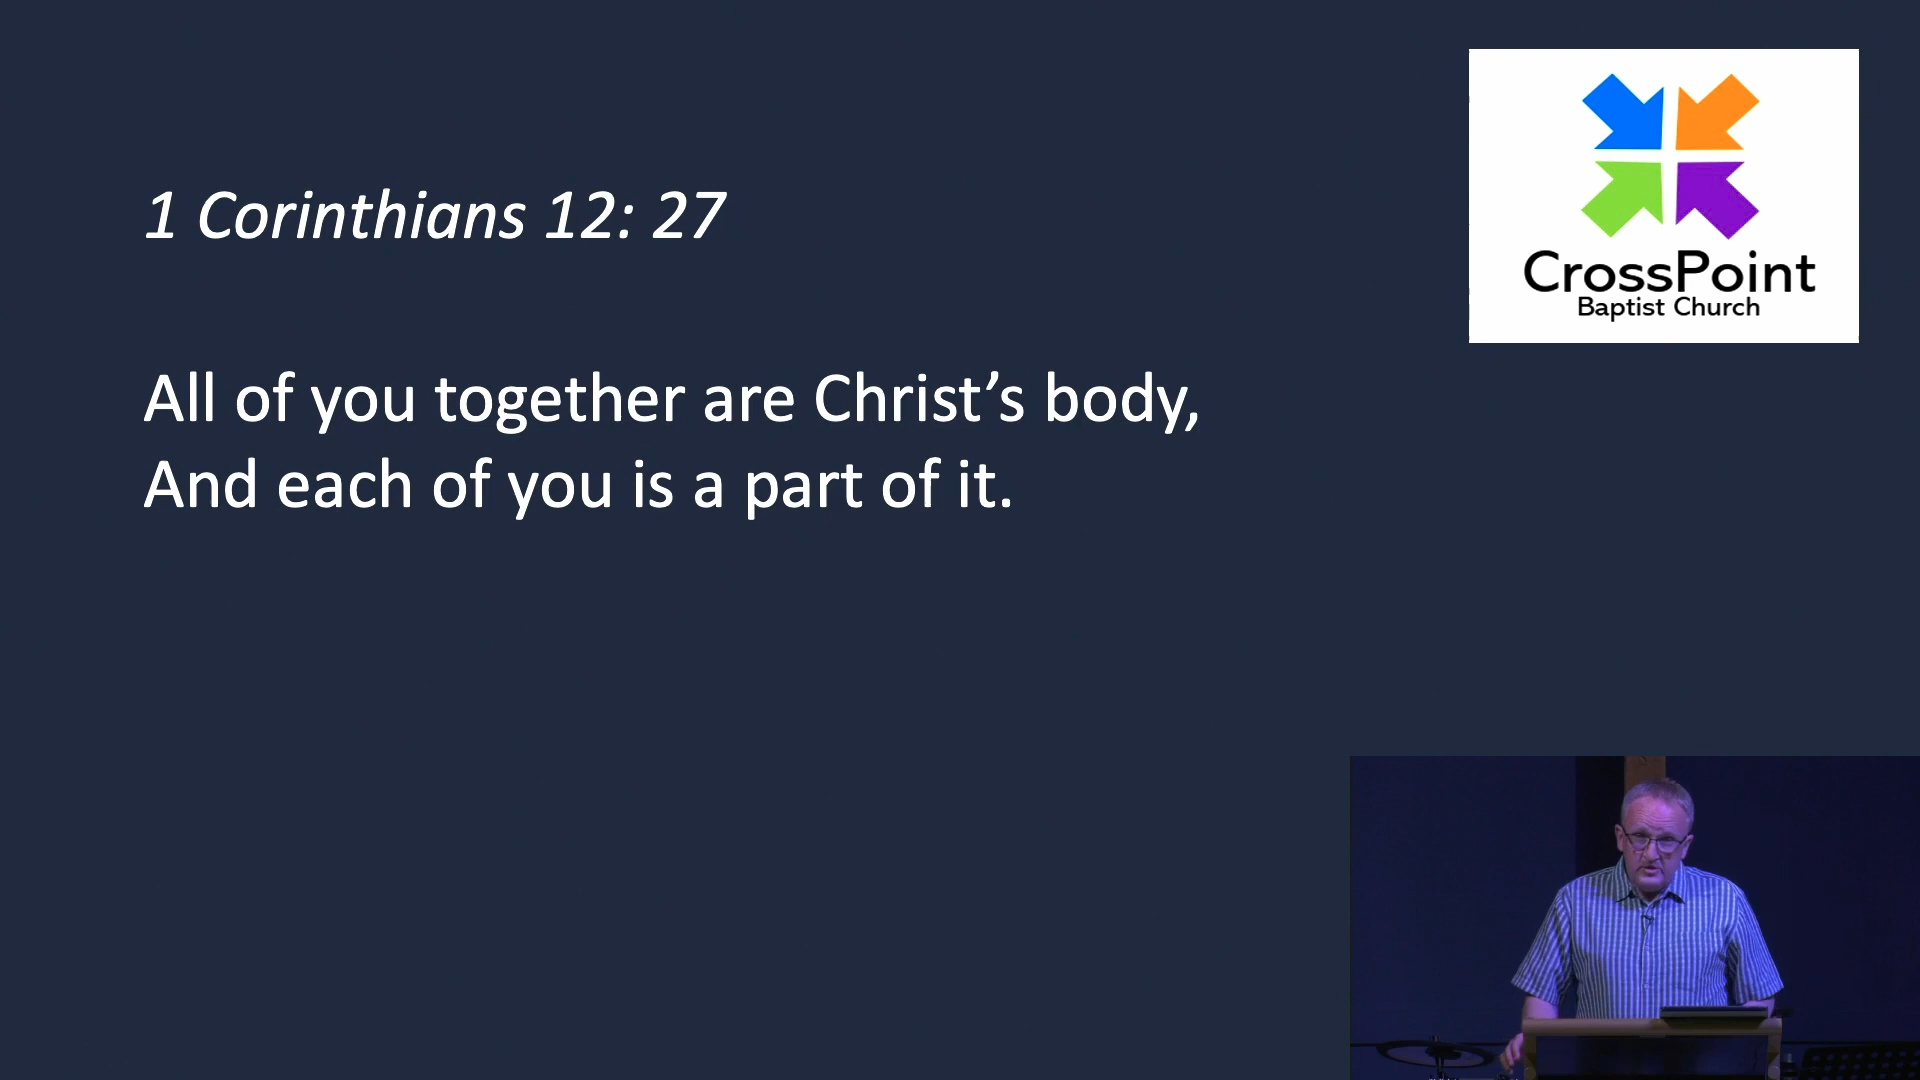 1 Corinthians 12: 27
All of you together are Christ’s body,
And each of you is a part of it.
CrossPoint
Baptist Church